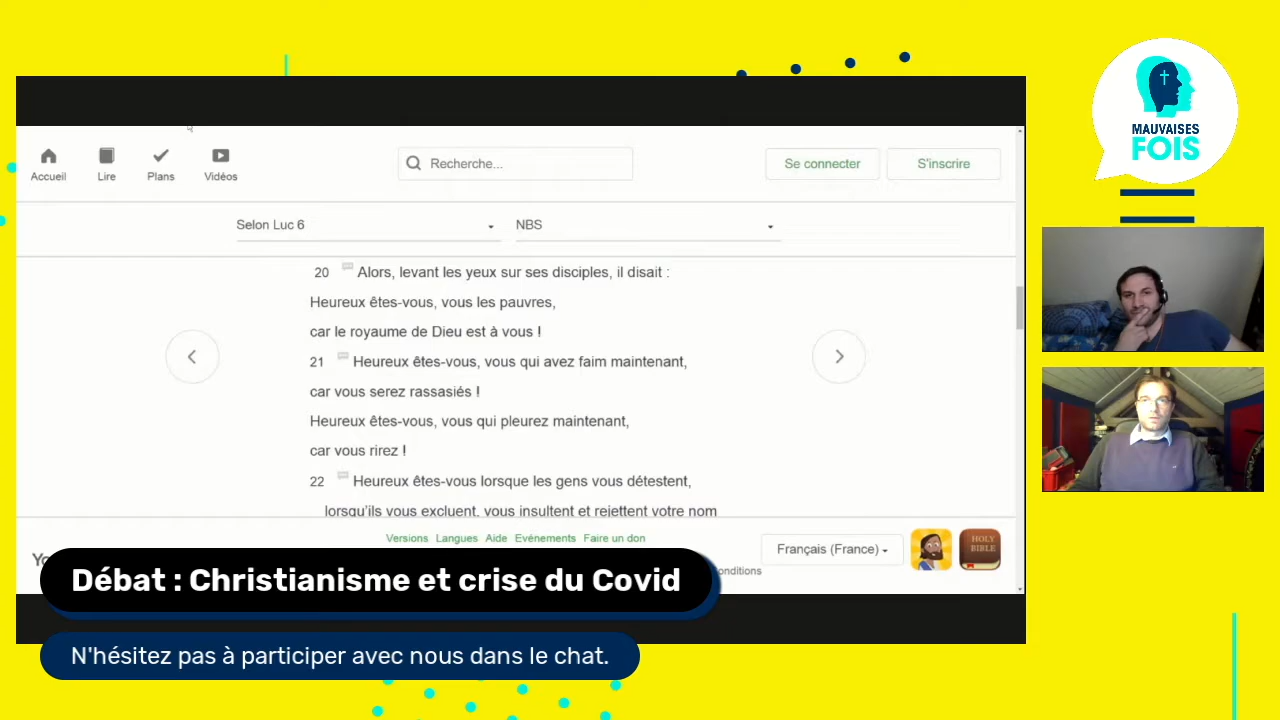 MAUVAISES
FOIS
Accueil
Lire
Plans
Vidéos
Recherche...
Se connecter
S'inscrire
Selon Luc 6
NBS
20 Alors, levant les yeux sur ses disciples, il disait :
Heureux êtes-vous, vous les pauvres,
car le royaume de Dieu est à vous !
21 Heureux êtes-vous, vous qui avez faim maintenant,
car vous serez rassasiés !
Heureux êtes-vous, vous qui pleurez maintenant,
car vous rirez !
22 Heureux êtes-vous lorsque les gens vous détestent,
lorsqu'ils vous excluent, vous insultent et rejettent votre nom
Versions Langues Aide Evénements Faire un don
Français (France)
HOLY
BIBLE
Débat : Christianisme et crise du Covid
N'hésitez pas à participer avec nous dans le chat.